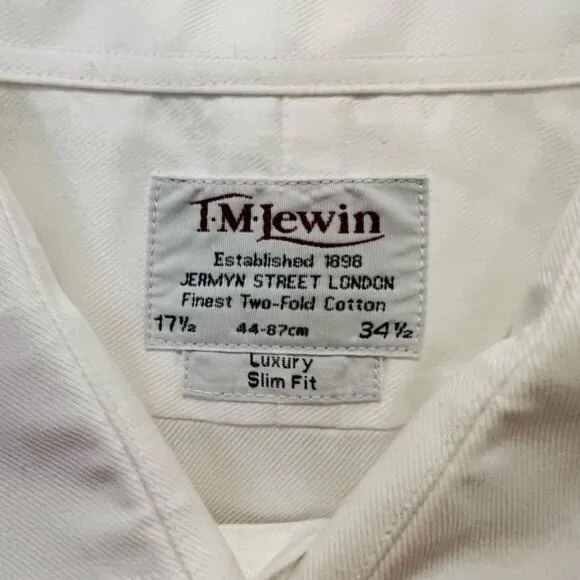 T·M·Lewin
Established 1898
JERMYN STREET LONDON
Finest Two-Fold Cotton
17½ 44-87cm 34½
Luxury
Slim Fit